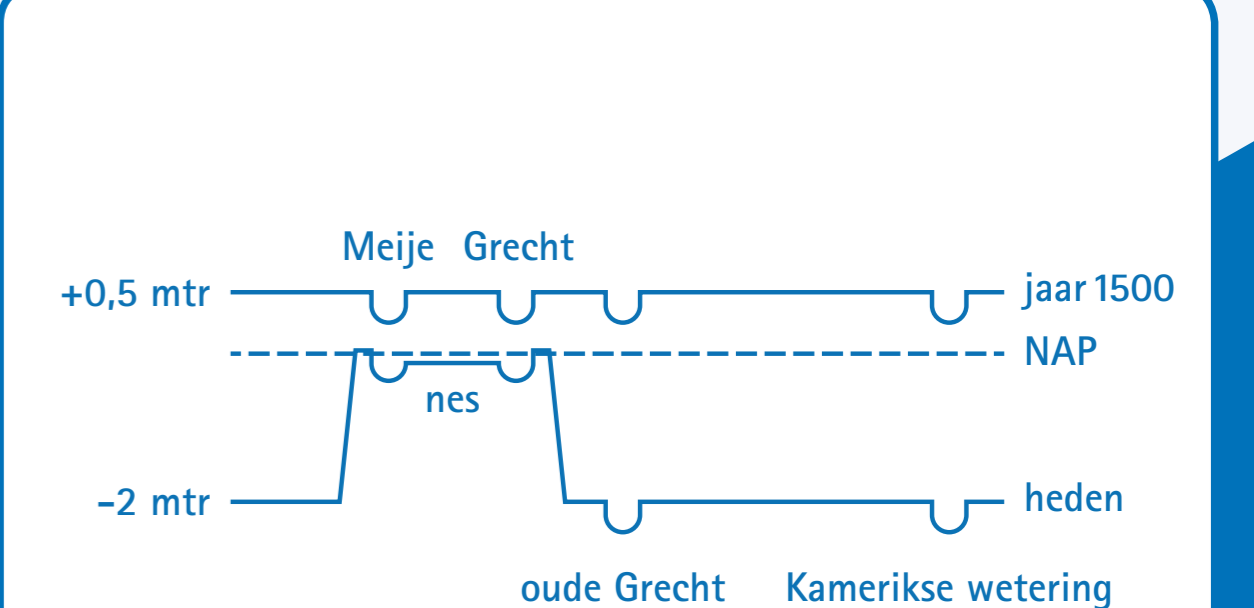 Meije Grecht
+0,5 mtr jaar 1500
NAP
nes
-2 mtr heden
oude Grecht Kamerikse wetering